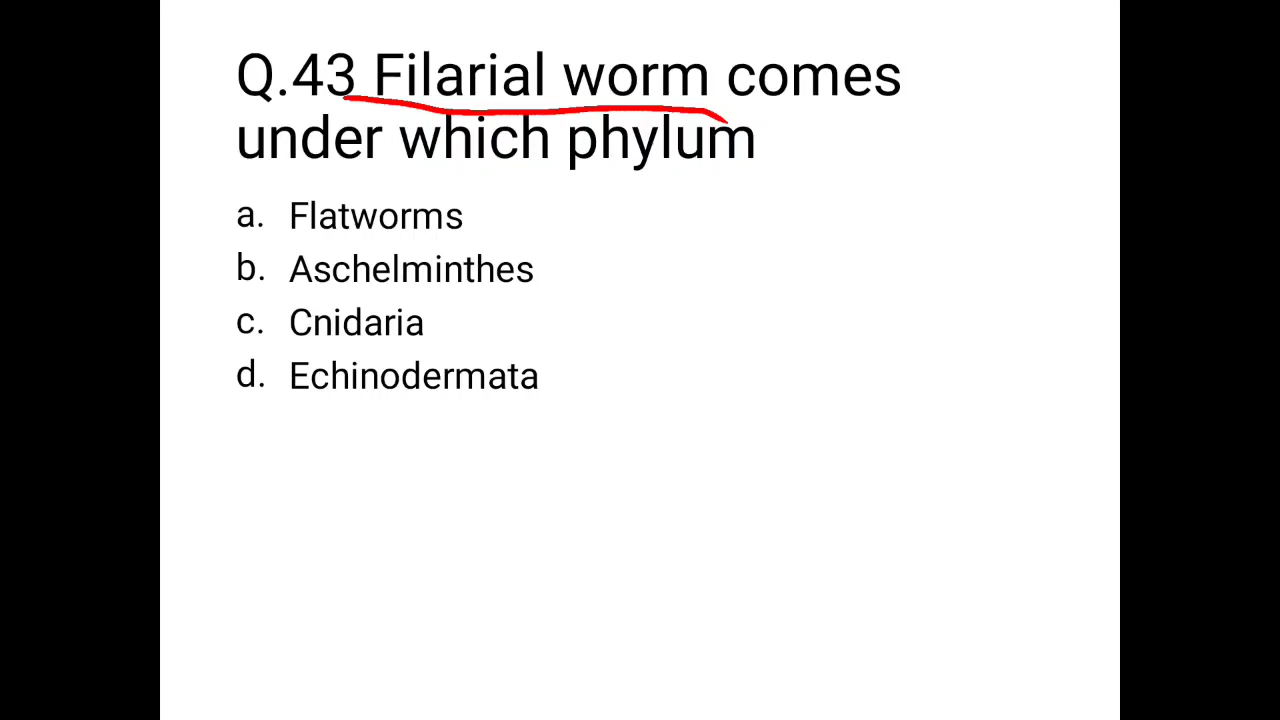 Q.43 Filarial worm comes
under which phylum
a. Flatworms
b. Aschelminthes
c. Cnidaria
d. Echinodermata